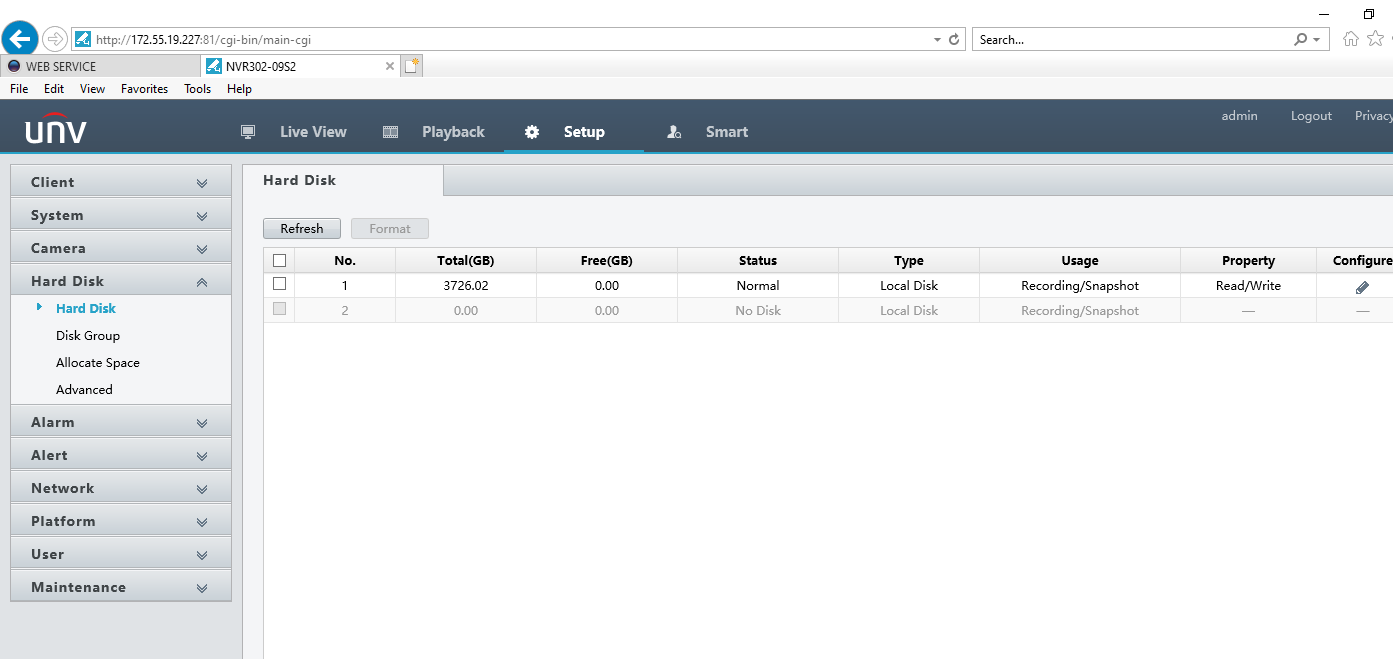 http://172.55.19.227:81/cgi-bin/main-cgi
Search...
WEB SERVICE
NVR302-09S2
File Edit View Favorites Tools Help
unv
Live View
Playback
Setup
Smart
admin
Logout
Privacy
Client
System
Camera
Hard Disk
Hard Disk
Disk Group
Allocate Space
Advanced
Alarm
Alert
Network
Platform
User
Maintenance
Hard Disk
Refresh
Format
No. Total(GB) Free(GB) Status Type Usage Property Configure
1 3726.02 0.00 Normal Local Disk Recording/Snapshot Read/Write
2 0.00 0.00 No Disk Local Disk Recording/Snapshot — —